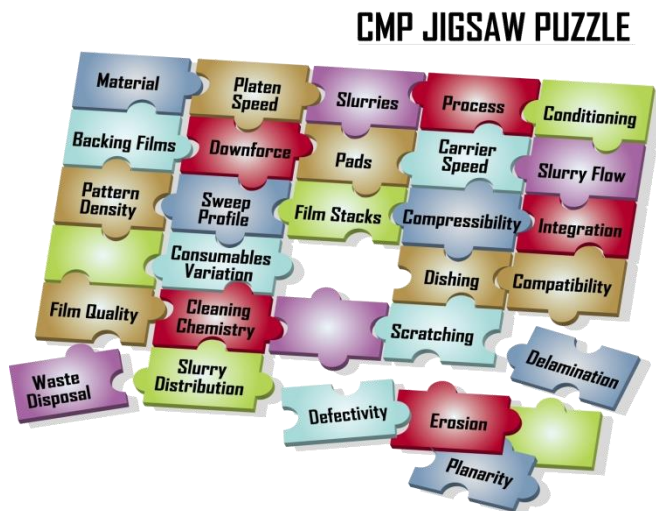 CMP JIGSAW PUZZLE
Material
Platen
Speed
Slurries
Process
Conditioning
Backing Films
Downforce
Pads
Carrier
Speed
Slurry Flow
Pattern
Density
Sweep
Profile
Film Stacks
Compressibility
Integration
Consumables
Variation
Dishing
Compatibility
Film Quality
Cleaning
Chemistry
Scratching
Delamination
Waste
Disposal
Slurry
Distribution
Defectivity
Erosion
Planarity